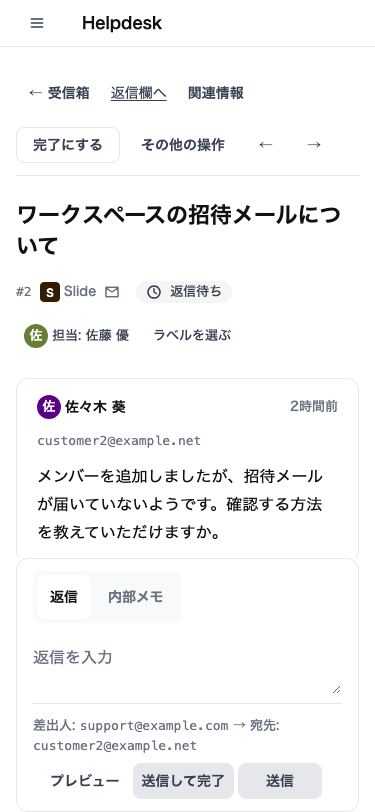 Helpdesk
← 受信箱 返信欄へ 関連情報
完了にする その他の操作 ← →
ワークスペースの招待メールにつ
いて
#2 S Slide 返信待ち
佐 担当: 佐藤 優 ラベルを選ぶ
佐 佐々木 葵 2時間前
customer2@example.net
メンバーを追加しましたが、招待メール
が届いていないようです。確認する方法
を教えていただけますか。
返信 内部メモ
返信を入力
差出人: support@example.com → 宛先:
customer2@example.net
プレビュー 送信して完了 送信